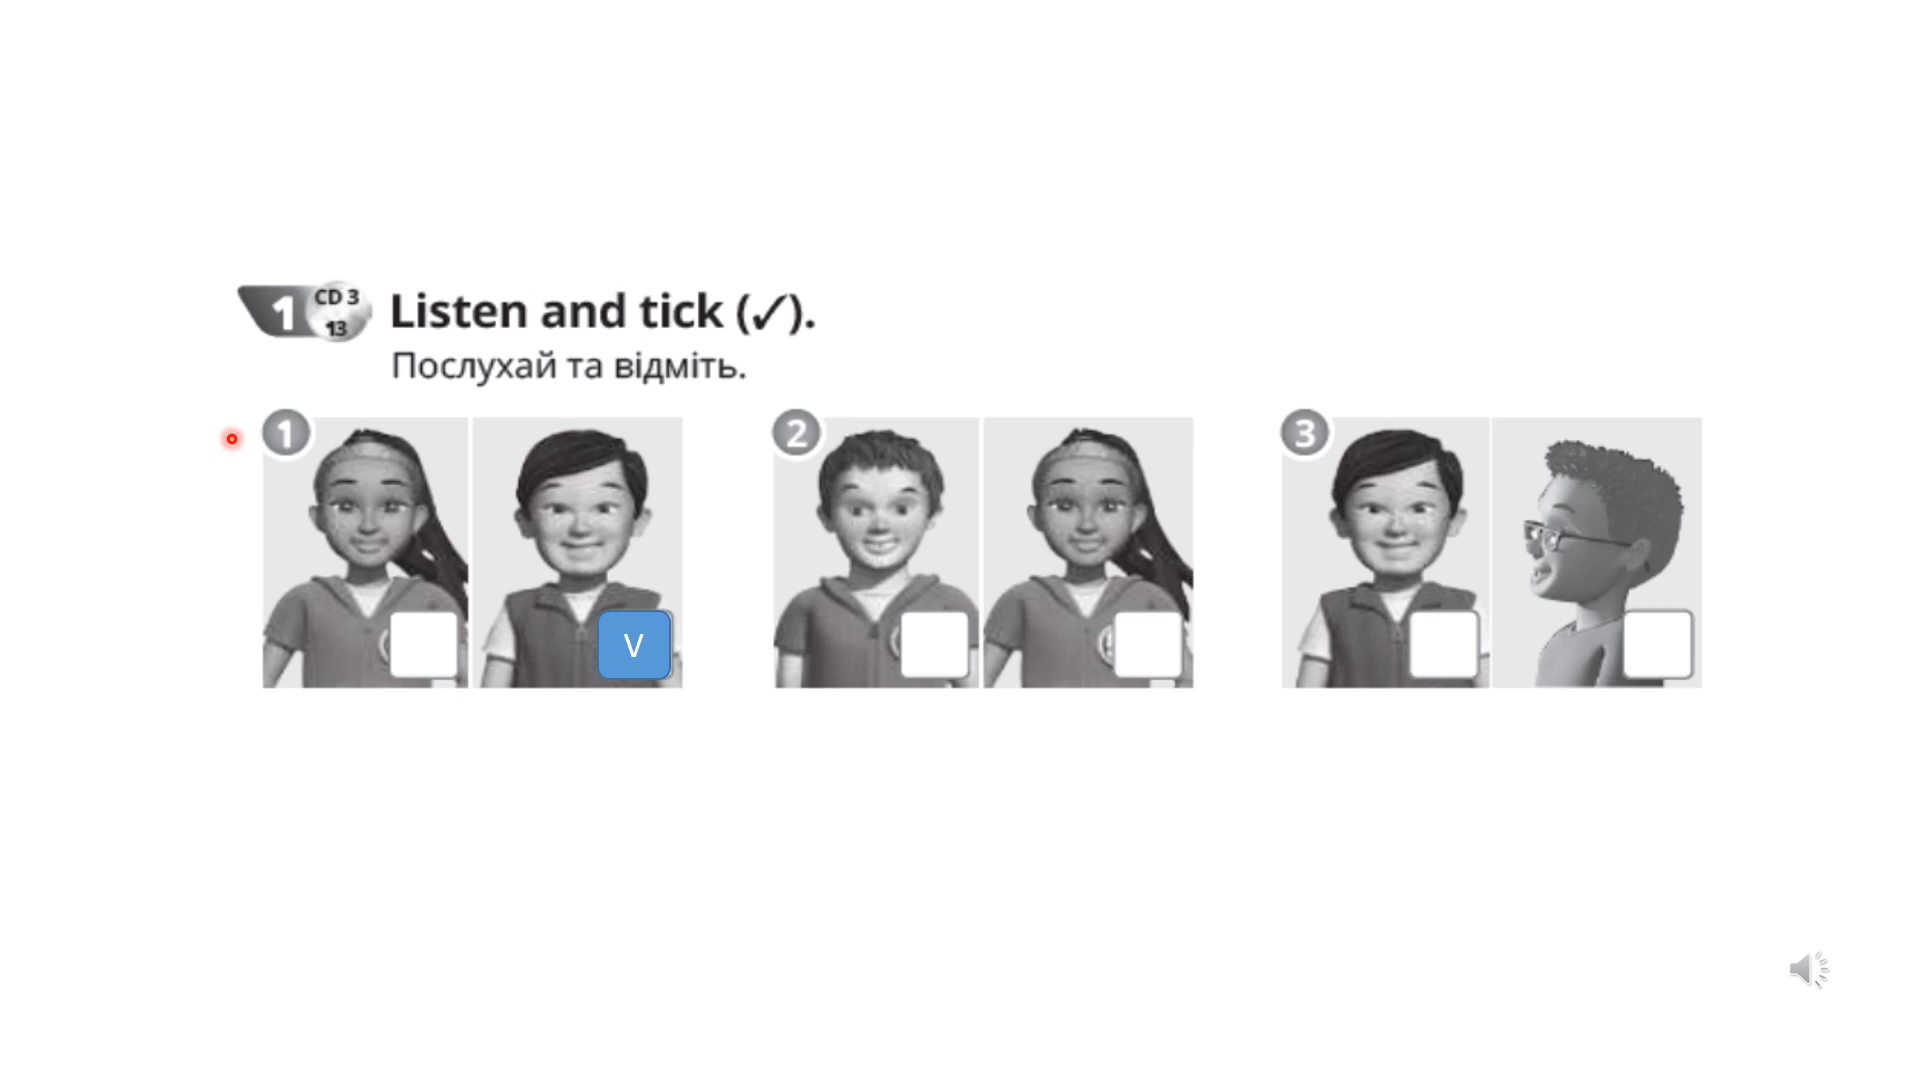 1 CD 3 13 Listen and tick (✓).
Послухай та відміть.
1 2 3
V